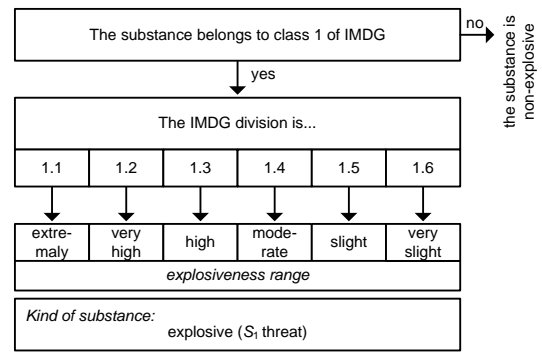 The substance belongs to class 1 of IMDG
no
the substance is
non-explosive
yes
The IMDG division is...
1.1 1.2 1.3 1.4 1.5 1.6
extre-
maly
very
high
high
mode-
rate
slight
very
slight
explosiveness range
Kind of substance:
explosive (S1 threat)